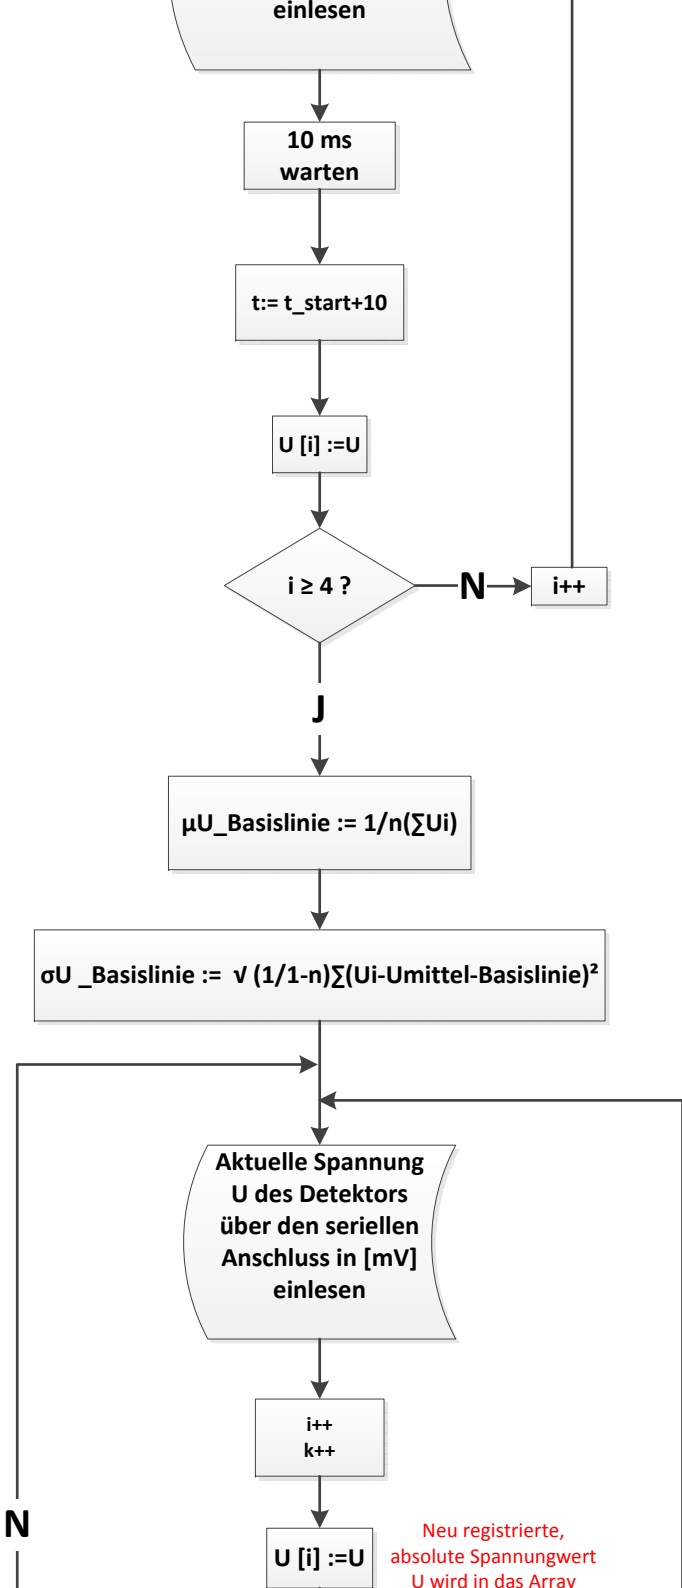 einlesen
10 ms
warten
t:= t_start+10
U [i] :=U
i ≥ 4 ?
N
i++
J
µU_Basislinie := 1/n(∑Ui)
σU _Basislinie := √ (1/1-n)∑(Ui-Umittel-Basislinie)²
Aktuelle Spannung
U des Detektors
über den seriellen
Anschluss in [mV]
einlesen
i++
k++
N
U [i] :=U
Neu registrierte,
absolute Spannungwert
U wird in das Array